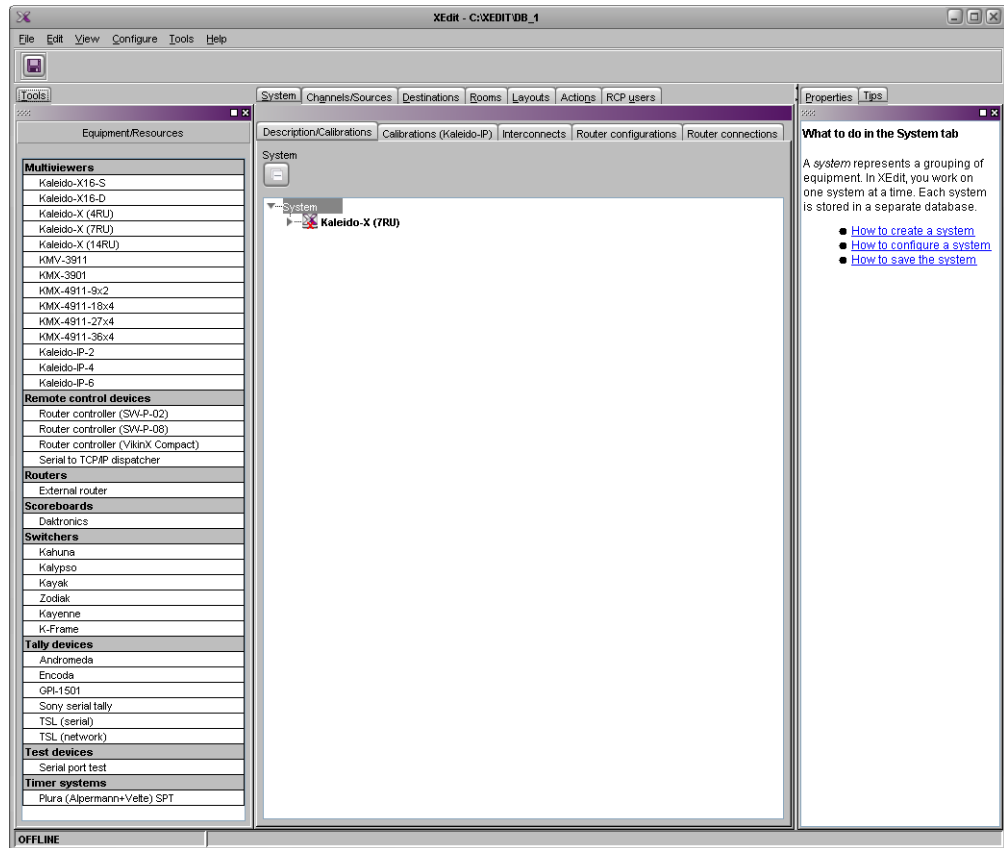 XEdit - C:\XEDIT\DB_1
File Edit View Configure Tools Help
Tools
Equipment/Resources
Multiviewers
Kaleido-X16-S
Kaleido-X16-D
Kaleido-X (4RU)
Kaleido-X (7RU)
Kaleido-X (14RU)
KMV-3911
KMX-3901
KMX-4911-9x2
KMX-4911-18x4
KMX-4911-27x4
KMX-4911-36x4
Kaleido-IP-2
Kaleido-IP-4
Kaleido-IP-6
Remote control devices
Router controller (SW-P-02)
Router controller (SW-P-08)
Router controller (VikinX Compact)
Serial to TCP/IP dispatcher
Routers
External router
Scoreboards
Daktronics
Switchers
Kahuna
Kalypso
Kayak
Zodiak
Kayenne
K-Frame
Tally devices
Andromeda
Encoda
GPI-1501
Sony serial tally
TSL (serial)
TSL (network)
Test devices
Serial port test
Timer systems
Plura (Alpermann+Velte) SPT
System Channels/Sources Destinations Rooms Layouts Actions RCP users
Description/Calibrations Calibrations (Kaleido-IP) Interconnects Router configurations Router connections
System
System
Kaleido-X (7RU)
Properties Tips
What to do in the System tab
A system represents a grouping of
equipment. In XEdit, you work on
one system at a time. Each system
is stored in a separate database.
How to create a system
How to configure a system
How to save the system
OFFLINE